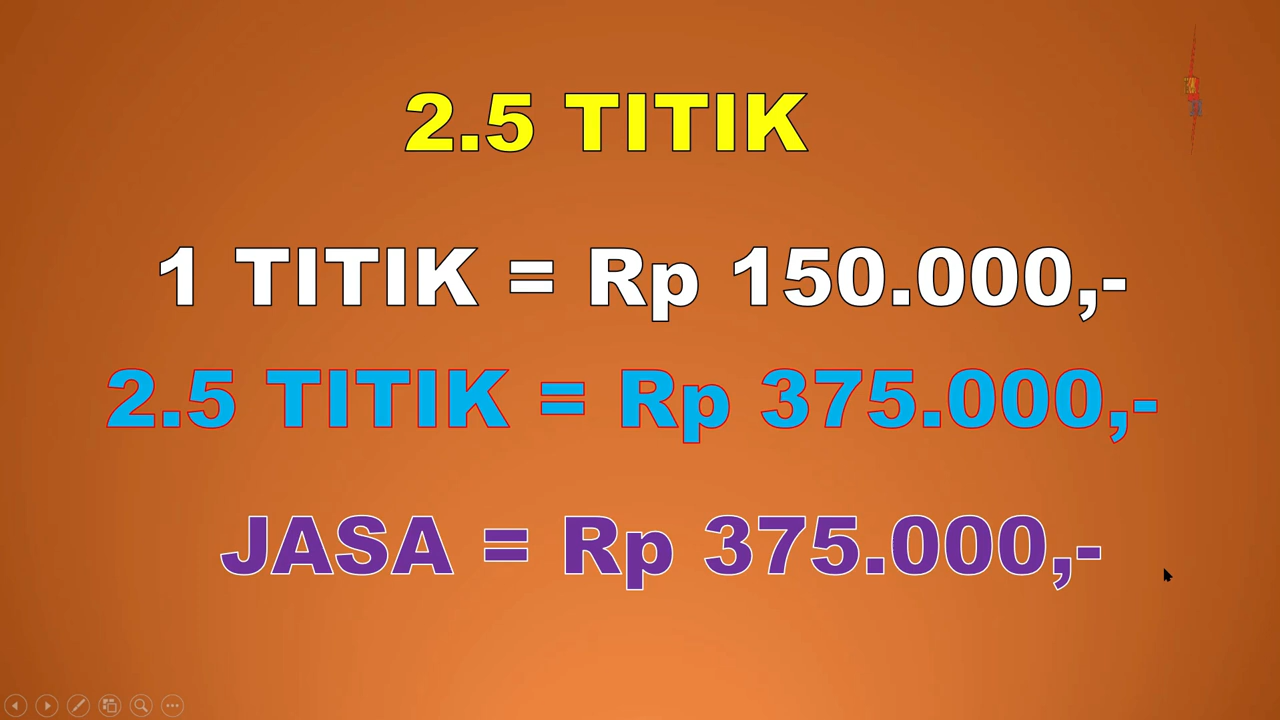 2.5 TITIK
1 TITIK = Rp 150.000,-
2.5 TITIK = Rp 375.000,-
JASA = Rp 375.000,-